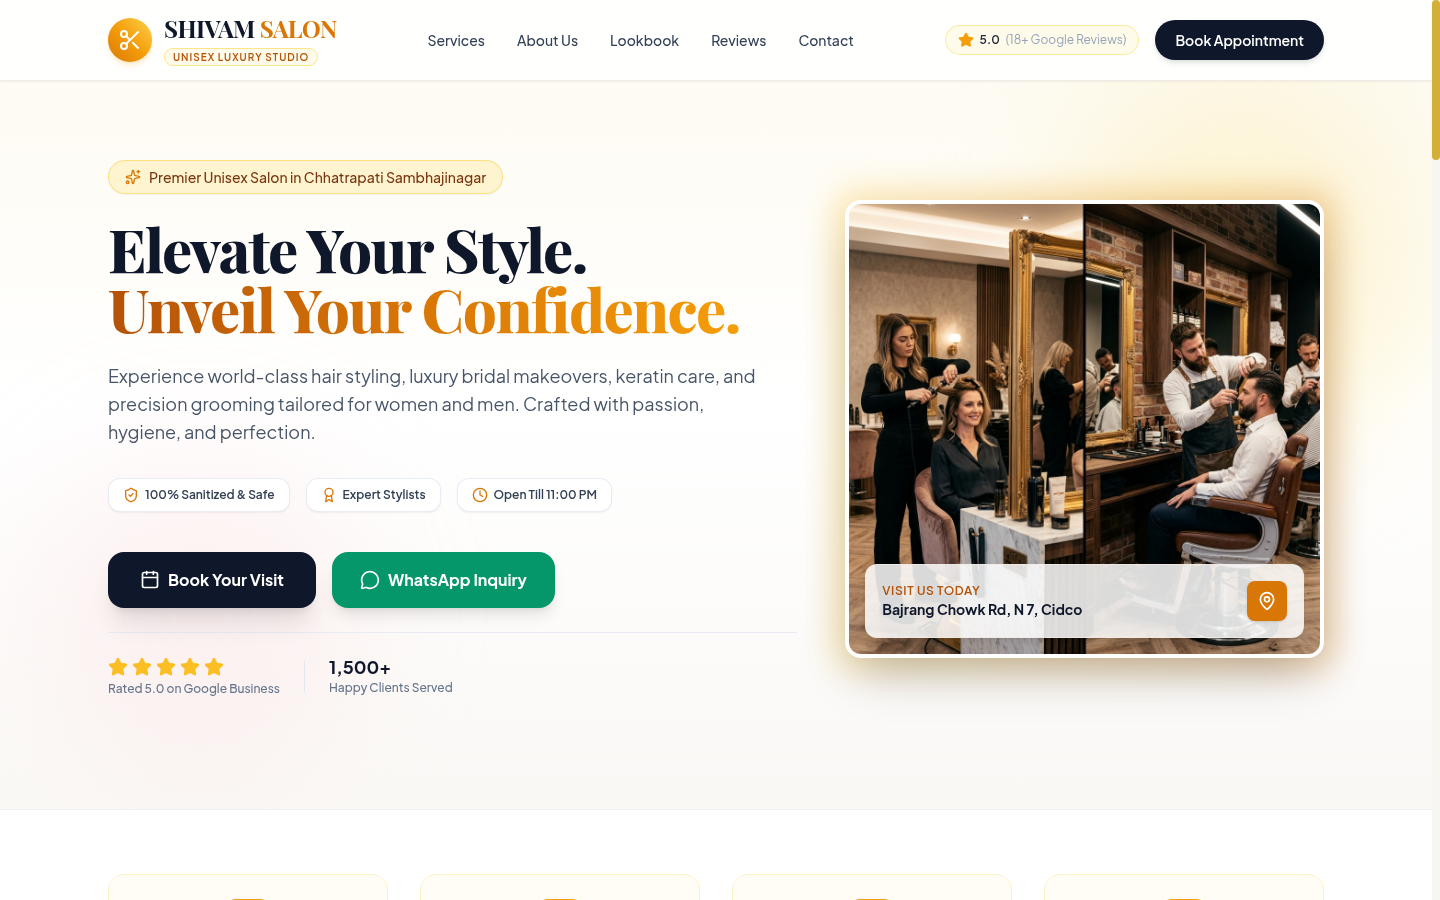 SHIVAM SALON
UNISEX LUXURY STUDIO
Services
About Us
Lookbook
Reviews
Contact
5.0 (18+ Google Reviews)
Book Appointment
Premier Unisex Salon in Chhatrapati Sambhajinagar
Elevate Your Style.
Unveil Your Confidence.
Experience world-class hair styling, luxury bridal makeovers, keratin care, and
precision grooming tailored for women and men. Crafted with passion,
hygiene, and perfection.
100% Sanitized & Safe
Expert Stylists
Open Till 11:00 PM
Book Your Visit
WhatsApp Inquiry
Rated 5.0 on Google Business
1,500+
Happy Clients Served
VISIT US TODAY
Bajrang Chowk Rd, N 7, Cidco